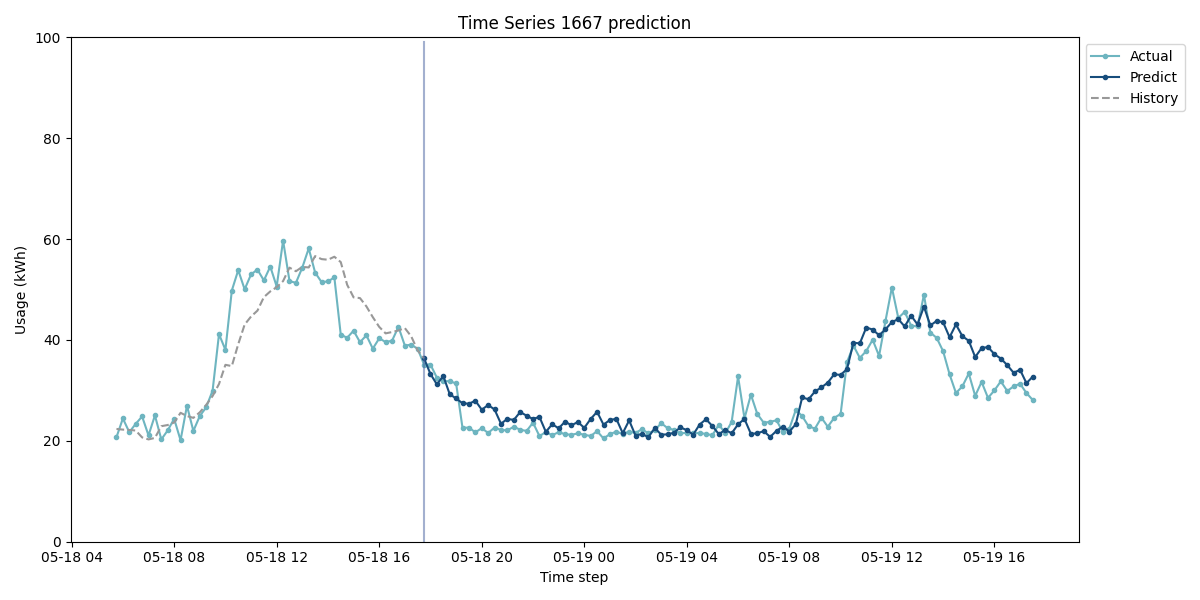 Time Series 1667 prediction
100
80
60
40
20
0
Usage (kWh)
05-18 04
05-18 08
05-18 12
05-18 16
05-18 20
05-19 00
05-19 04
05-19 08
05-19 12
05-19 16
Time step
Actual
Predict
History